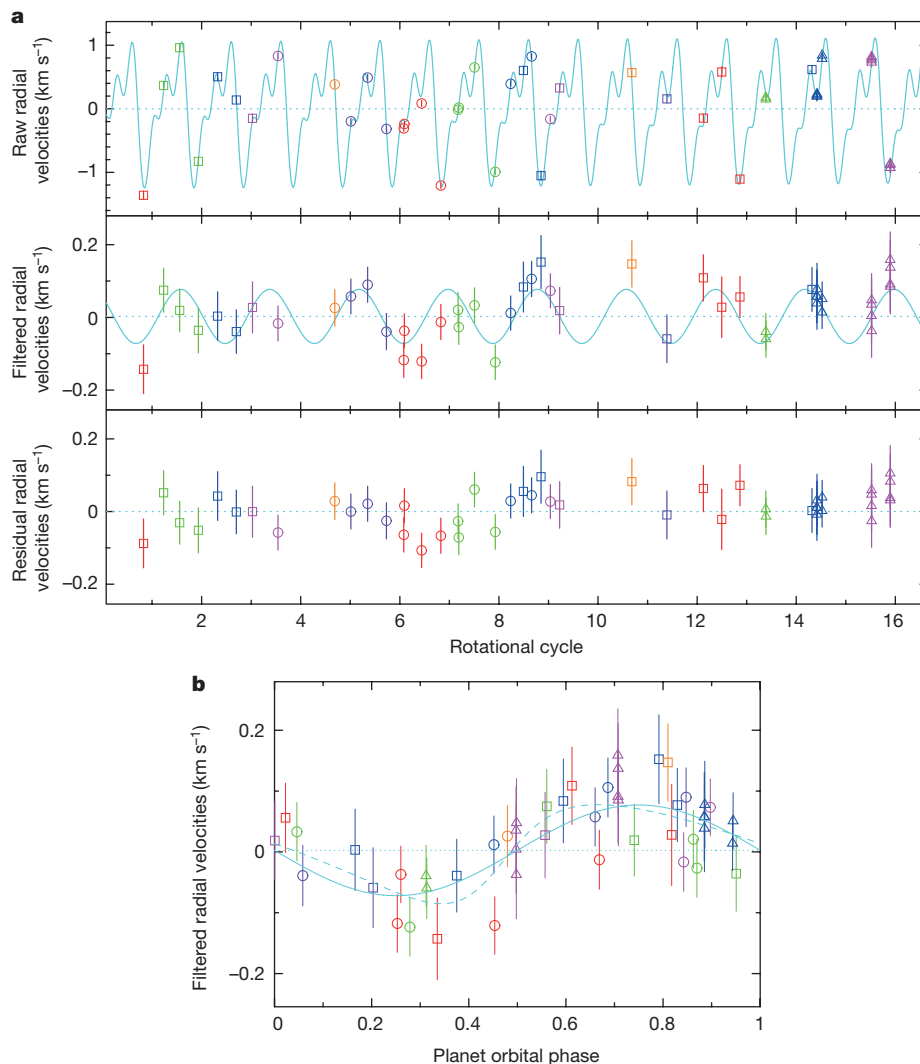 a
Raw radial
velocities (km s⁻¹)
1
0
−1
Filtered radial
velocities (km s⁻¹)
0.2
0
−0.2
Residual radial
velocities (km s⁻¹)
0.2
0
−0.2
2 4 6 8 10 12 14 16
Rotational cycle
b
Filtered radial velocities (km s⁻¹)
0.2
0
−0.2
0 0.2 0.4 0.6 0.8 1
Planet orbital phase